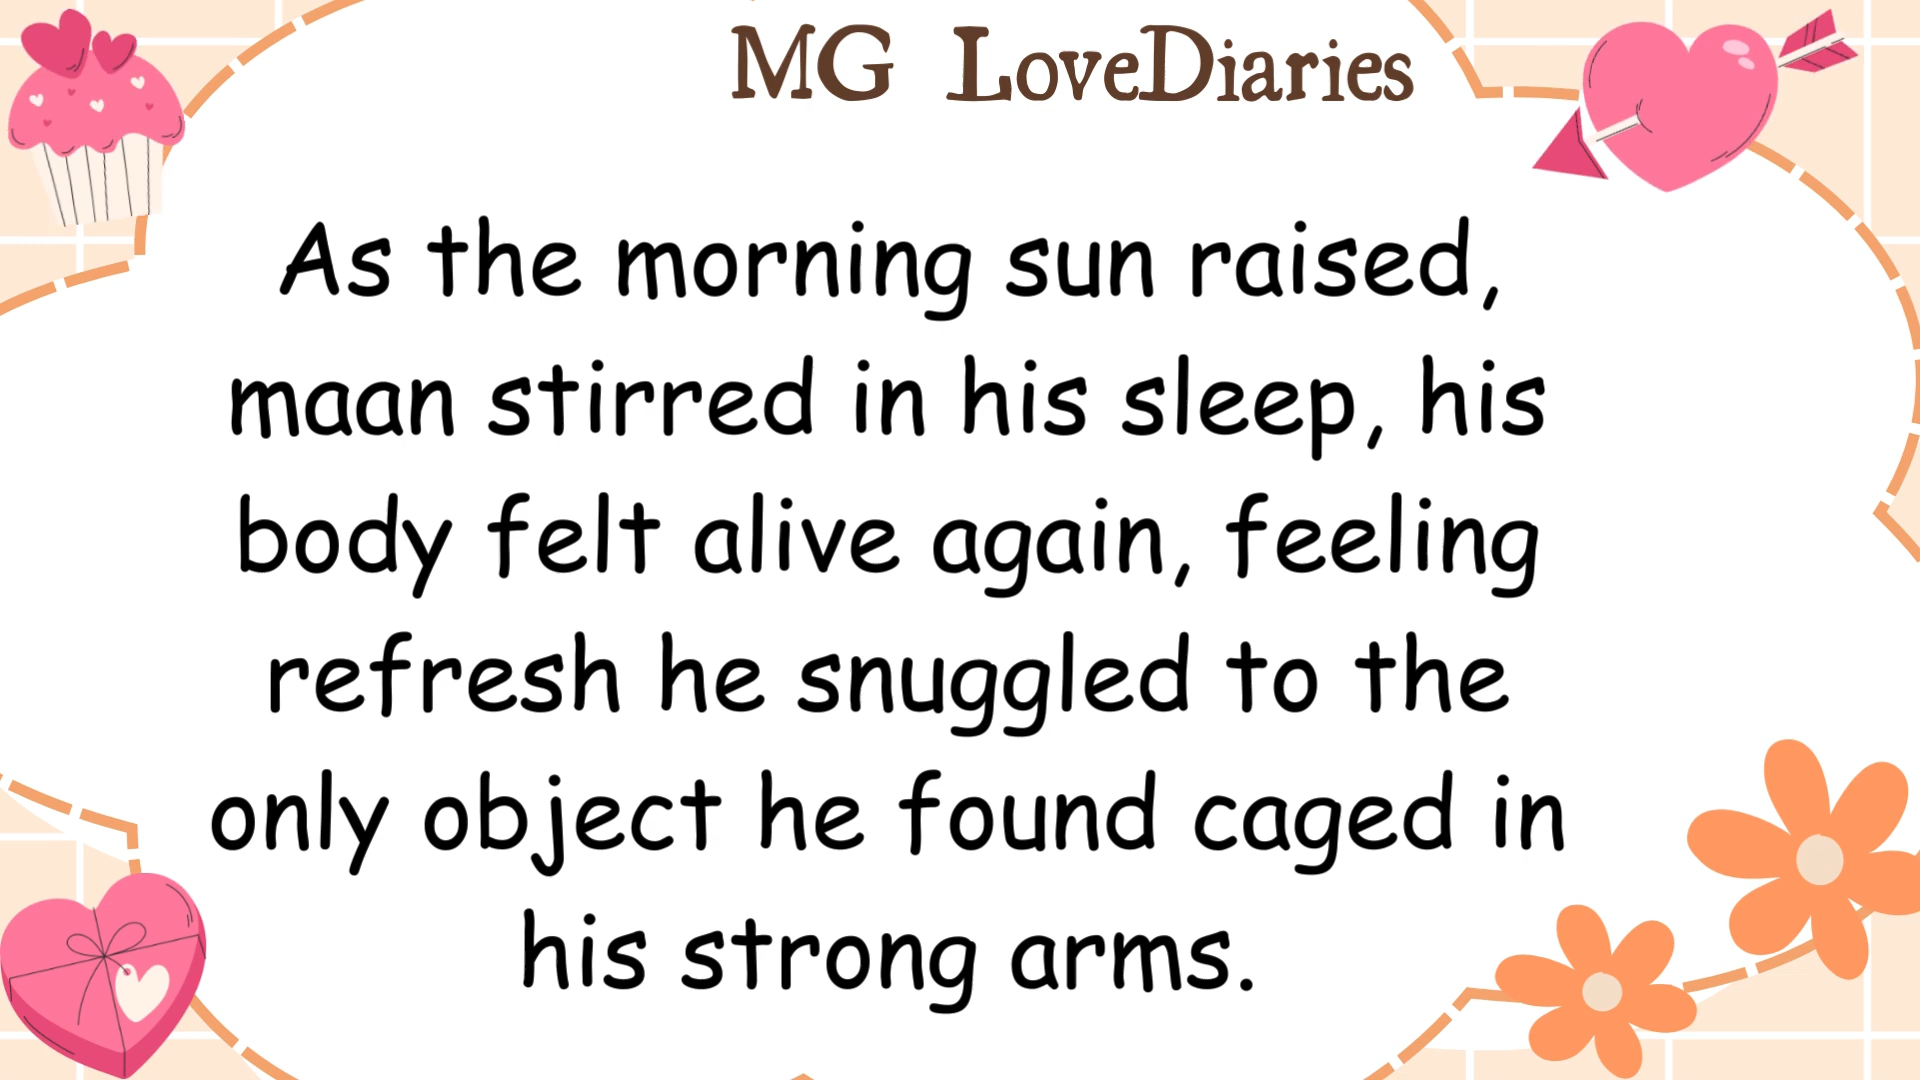 MG LoveDiaries
As the morning sun raised,
maan stirred in his sleep, his
body felt alive again, feeling
refresh he snuggled to the
only object he found caged in
his strong arms.